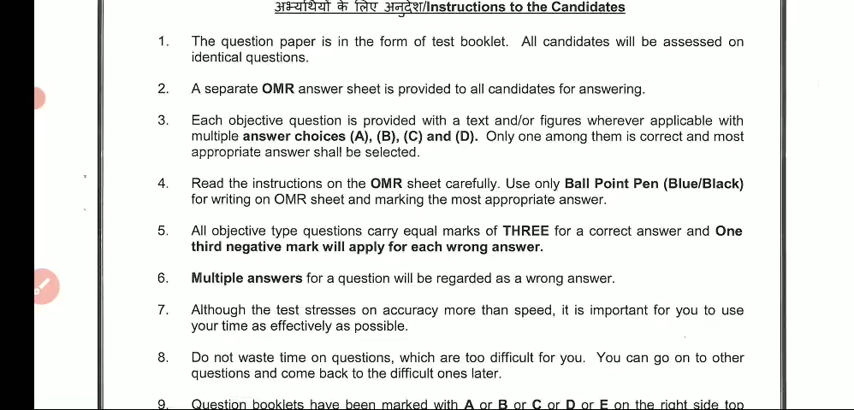 अभ्यर्थियों के लिए अनुदेश/Instructions to the Candidates
1. The question paper is in the form of test booklet. All candidates will be assessed on
identical questions.
2. A separate OMR answer sheet is provided to all candidates for answering.
3. Each objective question is provided with a text and/or figures wherever applicable with
multiple answer choices (A), (B), (C) and (D). Only one among them is correct and most
appropriate answer shall be selected.
4. Read the instructions on the OMR sheet carefully. Use only Ball Point Pen (Blue/Black)
for writing on OMR sheet and marking the most appropriate answer.
5. All objective type questions carry equal marks of THREE for a correct answer and One
third negative mark will apply for each wrong answer.
6. Multiple answers for a question will be regarded as a wrong answer.
7. Although the test stresses on accuracy more than speed, it is important for you to use
your time as effectively as possible.
8. Do not waste time on questions, which are too difficult for you. You can go on to other
questions and come back to the difficult ones later.
9. Question booklets have been marked with A or B or C or D or E on the right side top